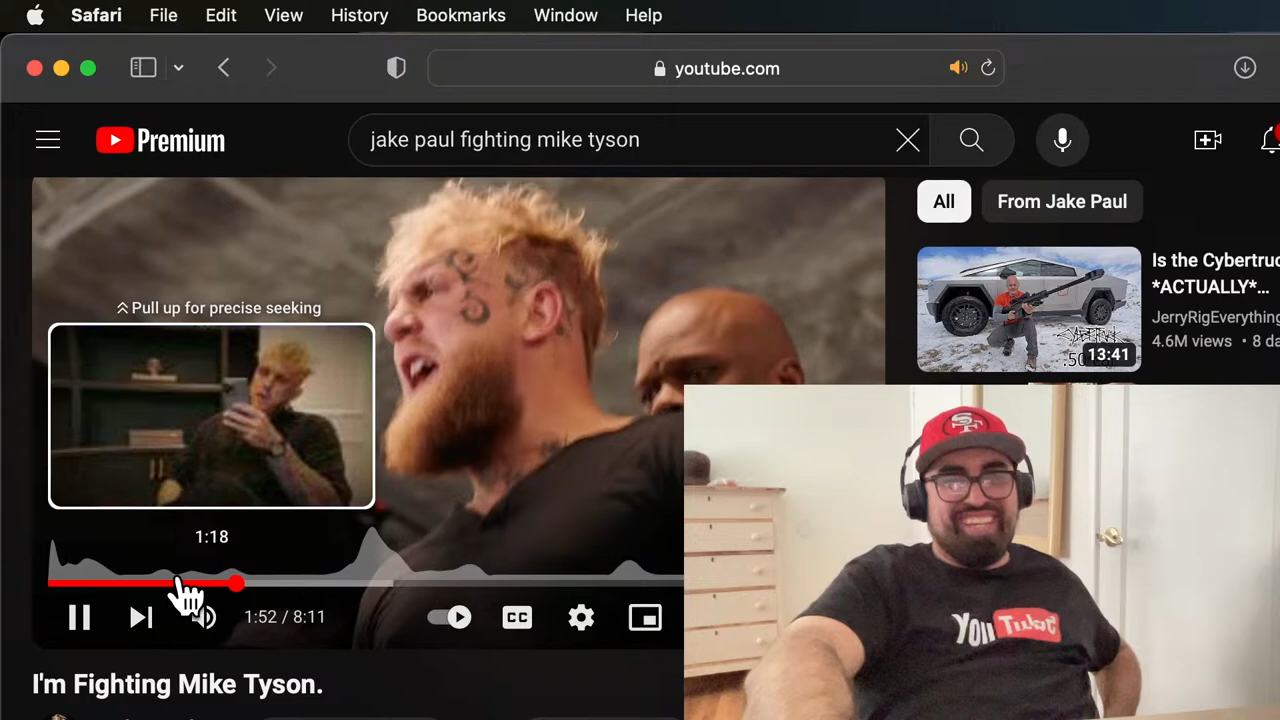 Safari File Edit View History Bookmarks Window Help
youtube.com
Premium
jake paul fighting mike tyson
All
From Jake Paul
Pull up for precise seeking
1:18
1:52 / 8:11
CC
I'm Fighting Mike Tyson.
13:41
Is the Cybertruc
*ACTUALLY*...
JerryRigEverything
4.6M views • 8 da
SF
YouTube